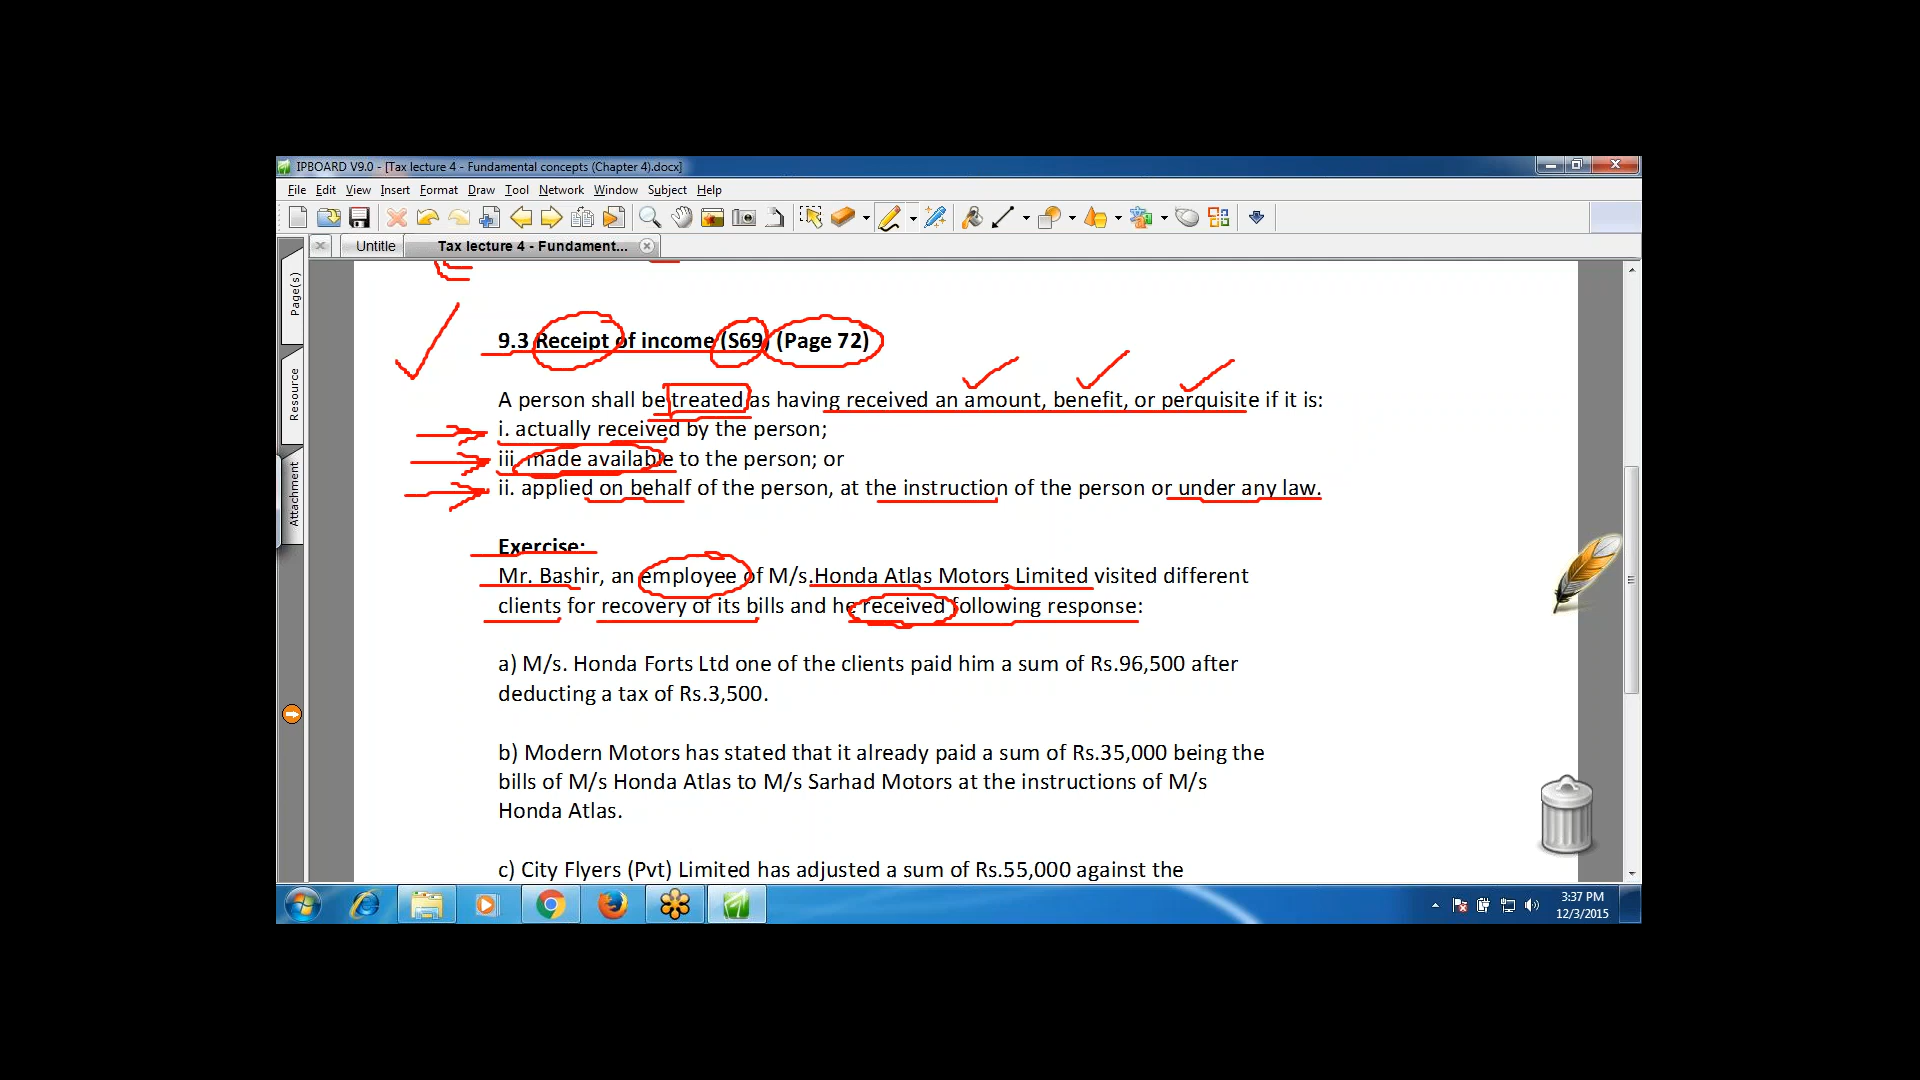 IPBOARD V9.0 - [Tax lecture 4 - Fundamental concepts (Chapter 4).docx]
File Edit View Insert Format Draw Tool Network Window Subject Help
Untitle Tax lecture 4 - Fundament...
Page(s)
Resource
Attachment
9.3 Receipt of income (S69) (Page 72)
A person shall be treated as having received an amount, benefit, or perquisite if it is:
i. actually received by the person;
iii. made available to the person; or
ii. applied on behalf of the person, at the instruction of the person or under any law.
Exercise:
Mr. Bashir, an employee of M/s.Honda Atlas Motors Limited visited different
clients for recovery of its bills and he received following response:
a) M/s. Honda Forts Ltd one of the clients paid him a sum of Rs.96,500 after
deducting a tax of Rs.3,500.
b) Modern Motors has stated that it already paid a sum of Rs.35,000 being the
bills of M/s Honda Atlas to M/s Sarhad Motors at the instructions of M/s
Honda Atlas.
c) City Flyers (Pvt) Limited has adjusted a sum of Rs.55,000 against the
3:37 PM
12/3/2015